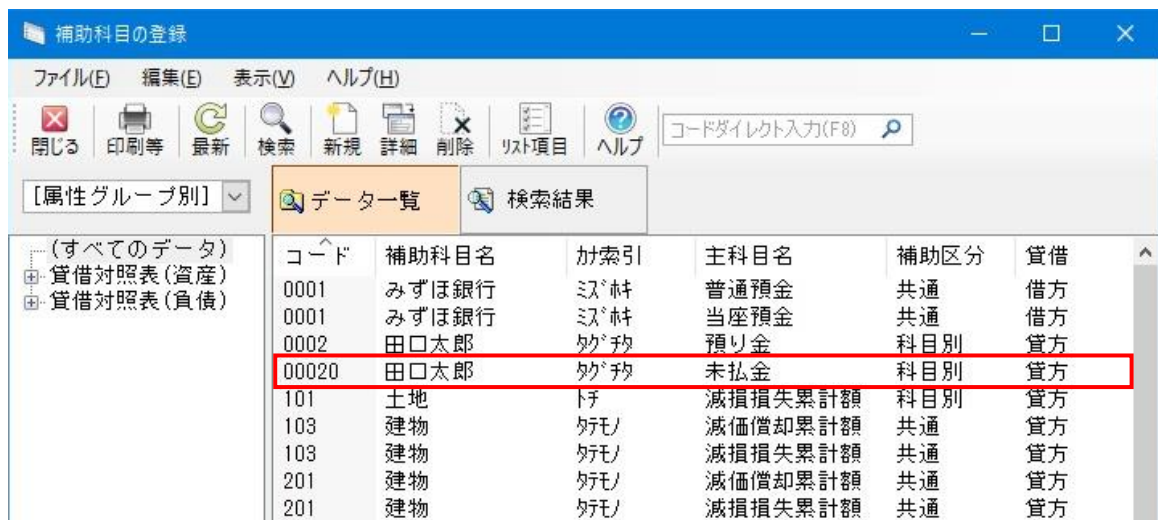 補助科目の登録
ファイル(F) 編集(E) 表示(V) ヘルプ(H)
閉じる 印刷等 最新 検索 新規 詳細 削除 リスト項目 ヘルプ コードダイレクト入力(F8)
[属性グループ別] データ一覧 検索結果
(すべてのデータ)
貸借対照表(資産)
貸借対照表(負債)
コード 補助科目名 ｶﾅ索引 主科目名 補助区分 貸借
0001 みずほ銀行 ﾐｽﾞﾎｷ 普通預金 共通 借方
0001 みずほ銀行 ﾐｽﾞﾎｷ 当座預金 共通 借方
0002 田口太郎 ﾀｸﾞﾁﾀ 預り金 科目別 貸方
00020 田口太郎 ﾀｸﾞﾁﾀ 未払金 科目別 貸方
101 土地 ﾄﾁ 減損損失累計額 科目別 貸方
103 建物 ﾀﾃﾓﾉ 減価償却累計額 共通 貸方
103 建物 ﾀﾃﾓﾉ 減損損失累計額 共通 貸方
201 建物 ﾀﾃﾓﾉ 減価償却累計額 共通 貸方
201 建物 ﾀﾃﾓﾉ 減損損失累計額 共通 貸方